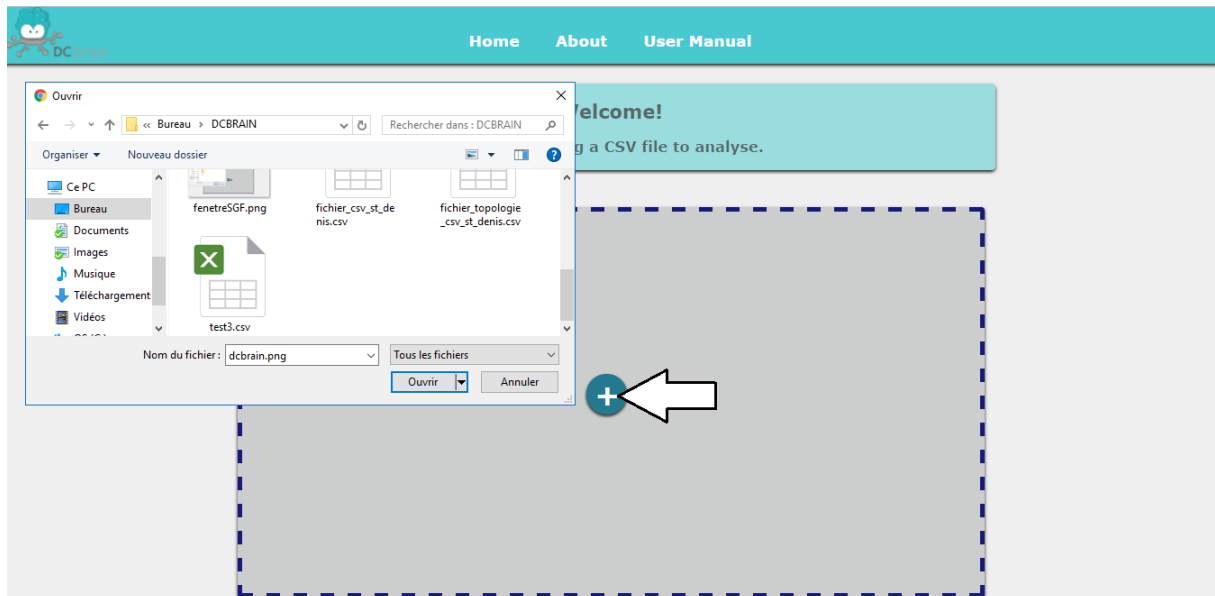 DC
Home About User Manual
Ouvrir
« Bureau > DCBRAIN
Rechercher dans : DCBRAIN
Organiser
Nouveau dossier
Ce PC
Bureau
Documents
Images
Musique
Téléchargement
Vidéos
fenetreSGF.png
fichier_csv_st_de
nis.csv
fichier_topologie
_csv_st_denis.csv
test3.csv
Nom du fichier : dcbrain.png
Tous les fichiers
Ouvrir
Annuler
elcome!
g a CSV file to analyse.
+